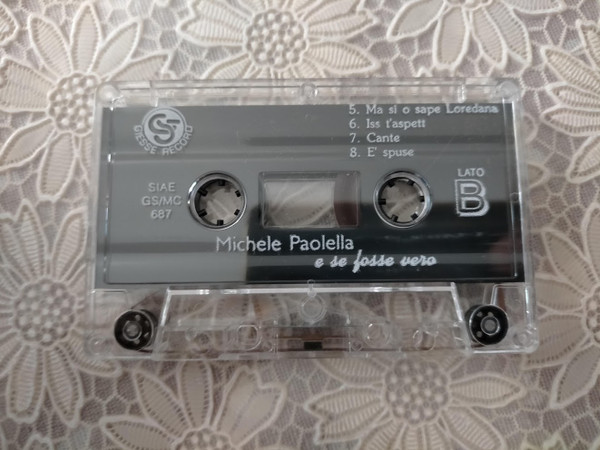 GS
GIESSE RECORD
5. Ma si o sape Loredana
6. Iss t'aspett
7. Cante
8. E' spuse
SIAE
GS/MC
687
LATO
B
Michele Paolella
e se fosse vero